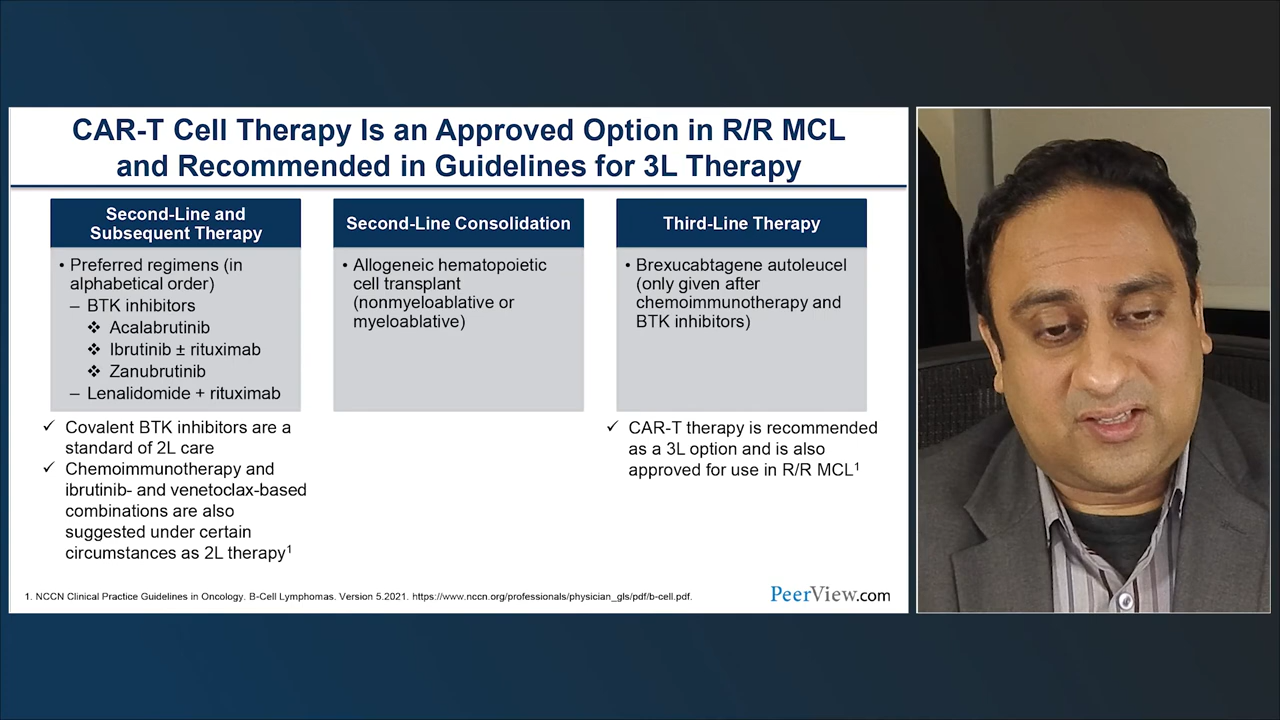 CAR-T Cell Therapy Is an Approved Option in R/R MCL
and Recommended in Guidelines for 3L Therapy
Second-Line and
Subsequent Therapy
• Preferred regimens (in
alphabetical order)
– BTK inhibitors
❖ Acalabrutinib
❖ Ibrutinib ± rituximab
❖ Zanubrutinib
– Lenalidomide + rituximab
✓ Covalent BTK inhibitors are a
standard of 2L care
✓ Chemoimmunotherapy and
ibrutinib- and venetoclax-based
combinations are also
suggested under certain
circumstances as 2L therapy¹
Second-Line Consolidation
• Allogeneic hematopoietic
cell transplant
(nonmyeloablative or
myeloablative)
Third-Line Therapy
• Brexucabtagene autoleucel
(only given after
chemoimmunotherapy and
BTK inhibitors)
✓ CAR-T therapy is recommended
as a 3L option and is also
approved for use in R/R MCL¹
1. NCCN Clinical Practice Guidelines in Oncology. B-Cell Lymphomas. Version 5.2021. https://www.nccn.org/professionals/physician_gls/pdf/b-cell.pdf.
PeerView.com